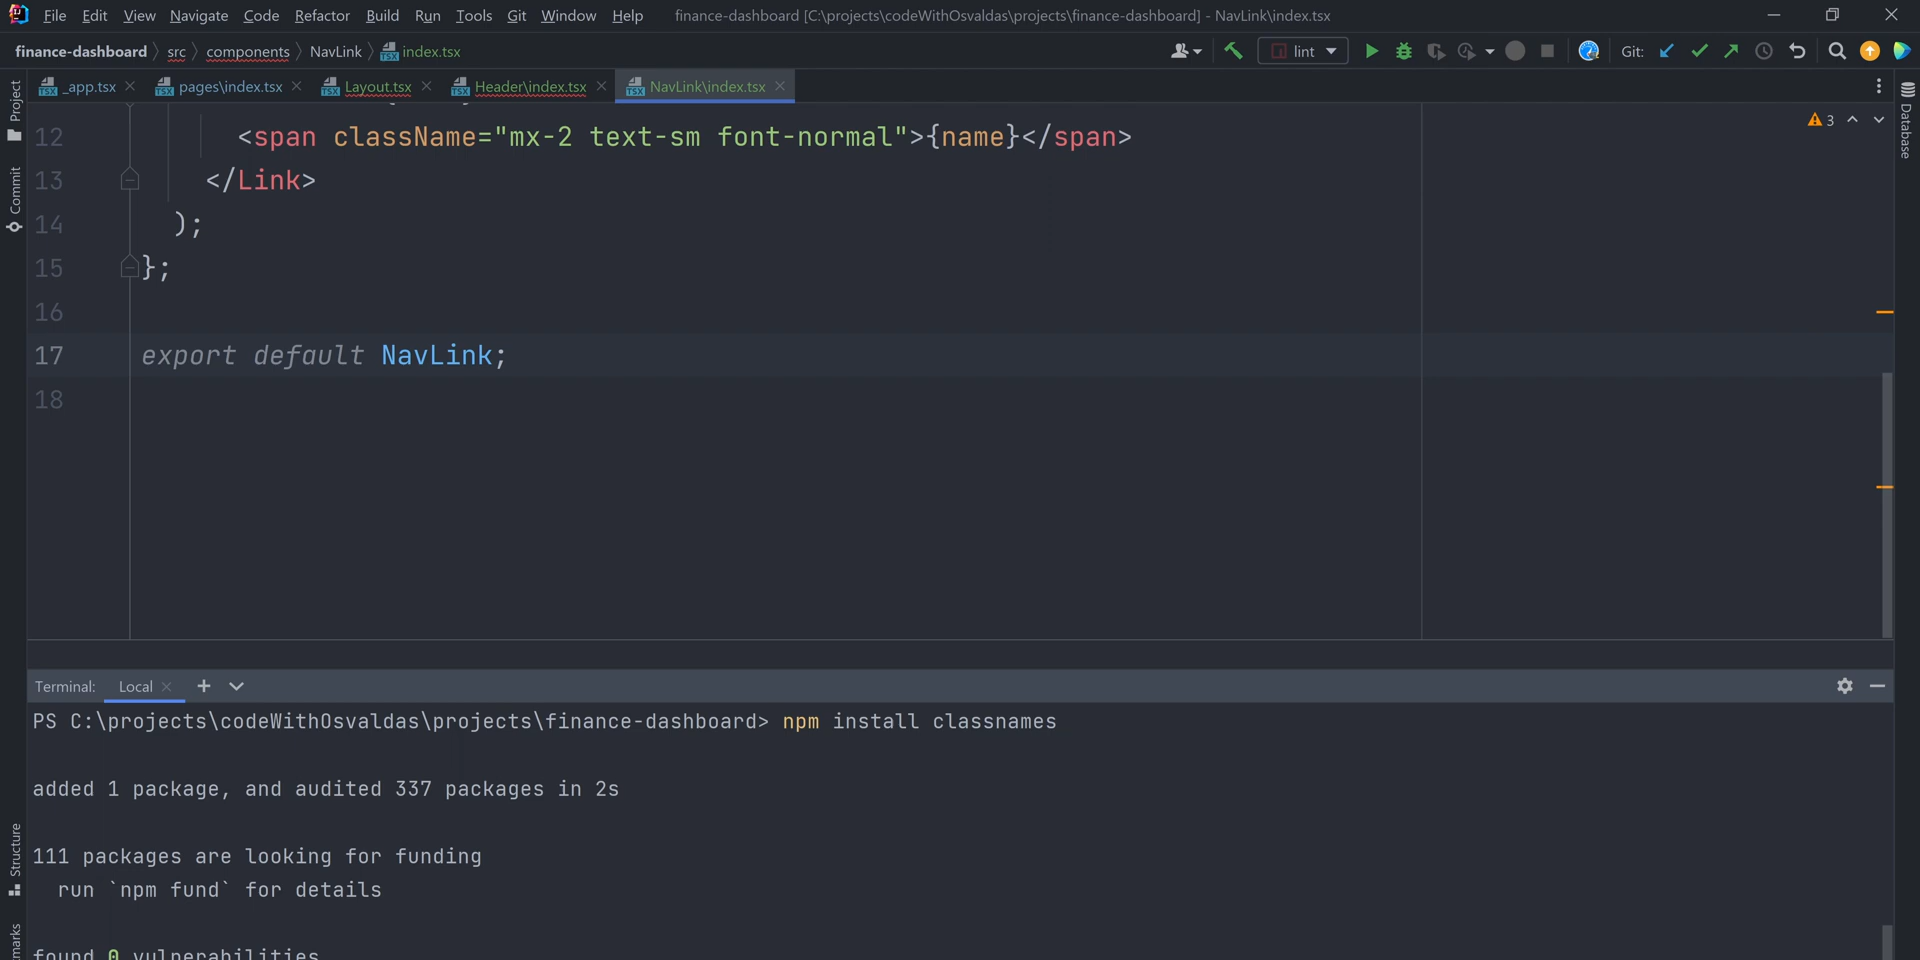 File Edit View Navigate Code Refactor Build Run Tools Git Window Help finance-dashboard [C:\projects\codeWithOsvaldas\projects\finance-dashboard] - NavLink\index.tsx
finance-dashboard src components NavLink index.tsx lint Git:
_app.tsx pages\index.tsx Layout.tsx Header\index.tsx NavLink\index.tsx
Project
Commit
Structure
Database
3
12 <span className="mx-2 text-sm font-normal">{name}</span>
13 </Link>
14 );
15 };
16
17 export default NavLink;
18
Terminal: Local
PS C:\projects\codeWithOsvaldas\projects\finance-dashboard> npm install classnames
added 1 package, and audited 337 packages in 2s
111 packages are looking for funding
run `npm fund` for details
found 0 vulnerabilities